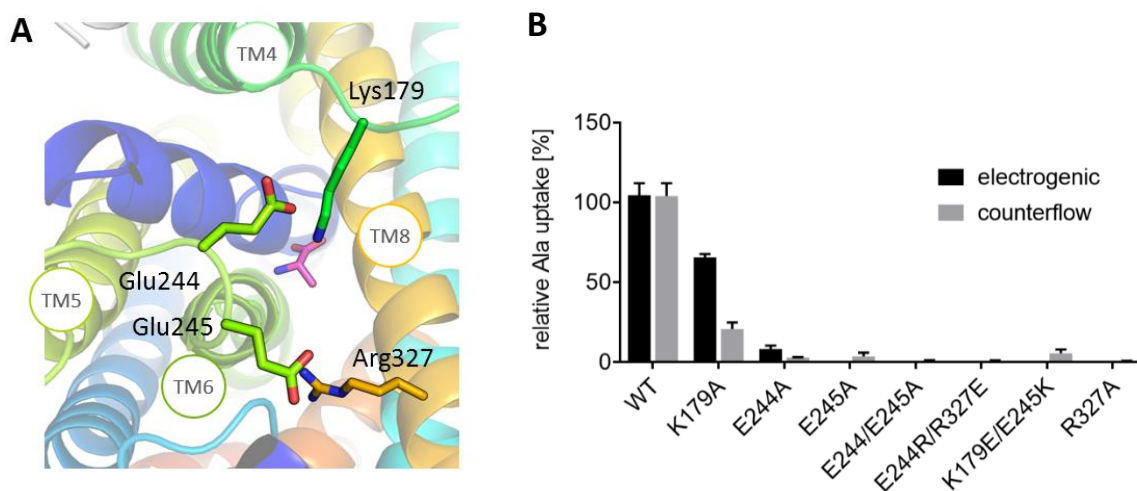 A
TM4
Lys179
TM8
Glu244
TM5
Glu245
Arg327
TM6
B
relative Ala uptake [%]
150
100
50
0
electrogenic
counterflow
WT
K179A
E244A
E245A
E244/E245A
E244R/R327E
K179E/E245K
R327A